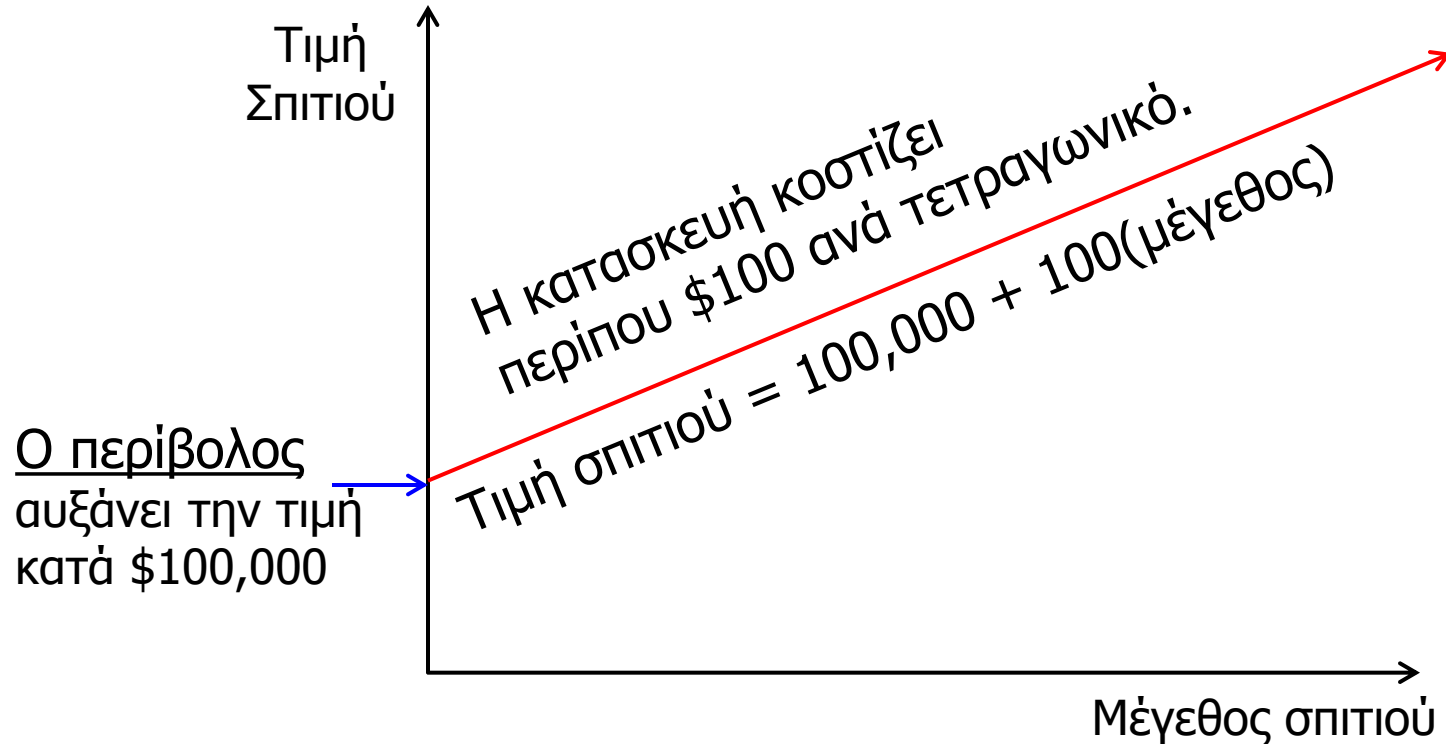 Τιμή
Σπιτιού
Η κατασκευή κοστίζει
περίπου $100 ανά τετραγωνικό.
Τιμή σπιτιού = 100,000 + 100(μέγεθος)
Ο περίβολος
αυξάνει την τιμή
κατά $100,000
Μέγεθος σπιτιού